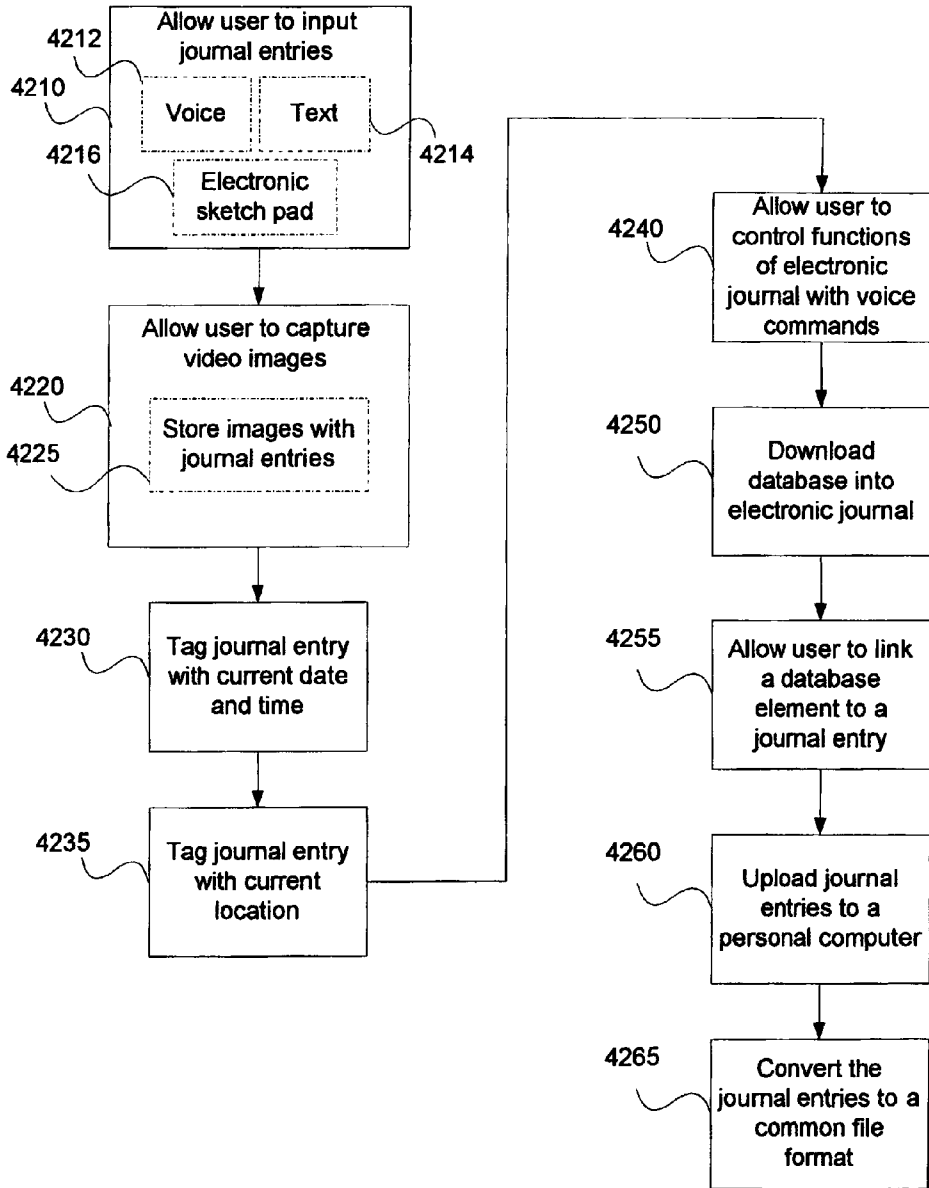 Allow user to input
journal entries
4212
4210
Voice
Text
4214
4216
Electronic
sketch pad
Allow user to capture
video images
4220
Store images with
journal entries
4225
4230
Tag journal entry
with current date
and time
4235
Tag journal entry
with current
location
4240
Allow user to
control functions
of electronic
journal with voice
commands
4250
Download
database into
electronic journal
4255
Allow user to link
a database
element to a
journal entry
4260
Upload journal
entries to a
personal computer
4265
Convert the
journal entries to a
common file
format